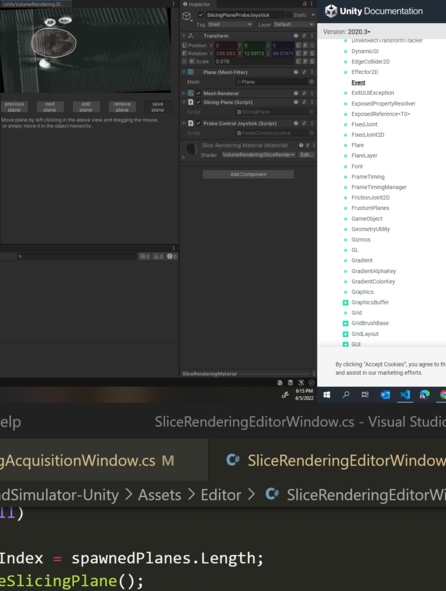 UnityVolumeRendering.Sl
previous plane
next plane
add plane
remove plane
save plane
Move plane by left clicking in the above view and dragging the mouse,
or simply move it in the object hierarchy.
Inspector
SlicingPlaneProbeJoystick
Static
Tag Shell
Layer Default
Transform
Position X 0 Y 0 Z 0
Rotation
Scale 0.076
Plane (Mesh Filter)
Mesh
Plane
Mesh Renderer
Slicing Plane (Script)
Script
SlicingPlane
Probe Control Joystick (Script)
Script
ProbeControlJoystick
Slice Rendering Material (Material)
Shader VolumeRendering/SliceRende
Edit...
Add Component
SliceRenderingMaterial
6:15 PM
4/5/2022
Unity Documentation
Version: 2020.3
DrivenRectTransformTracker
DynamicGI
EdgeCollider2D
Effector2D
Event
ExitGUIException
ExposedPropertyResolver
ExposedReference<T0>
FixedJoint
FixedJoint2D
Flare
FlareLayer
Font
FrameTiming
FrameTimingManager
FrictionJoint2D
FrustumPlanes
GameObject
GeometryUtility
Gizmos
GL
Gradient
GradientAlphaKey
GradientColorKey
Graphics
GraphicsBuffer
Grid
GridBrushBase
GridLayout
GUI
By clicking "Accept Cookies", you agree to th
and assist in our marketing efforts.
elp
SliceRenderingEditorWindow.cs - Visual Studio
gAcquisitionWindow.cs M
SliceRenderingEditorWindow
ndSimulator-Unity > Assets > Editor > SliceRenderingEditorWi
ll)
Index = spawnedPlanes.Length;
eSlicingPlane();